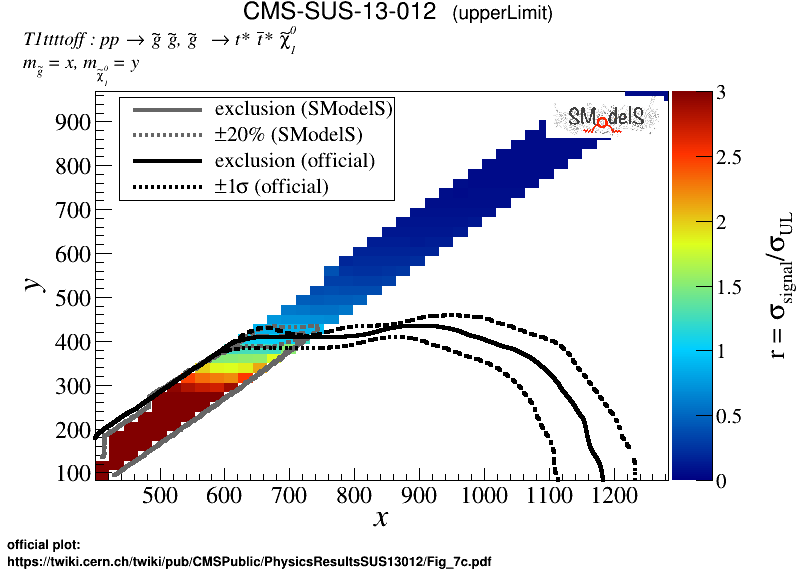 CMS-SUS-13-012 (upperLimit)
T1ttttoff : pp → g̃ g̃, g̃ → t* t̄* χ̃⁰₁
m_g̃ = x, m_χ̃⁰₁ = y
exclusion (SModelS)
±20% (SModelS)
exclusion (official)
±1σ (official)
SModelS
900
800
700
600
500
400
300
200
100
y
500 600 700 800 900 1000 1100 1200
x
3
2.5
2
1.5
1
0.5
0
r = σ_signal/σ_UL
official plot:
https://twiki.cern.ch/twiki/pub/CMSPublic/PhysicsResultsSUS13012/Fig_7c.pdf